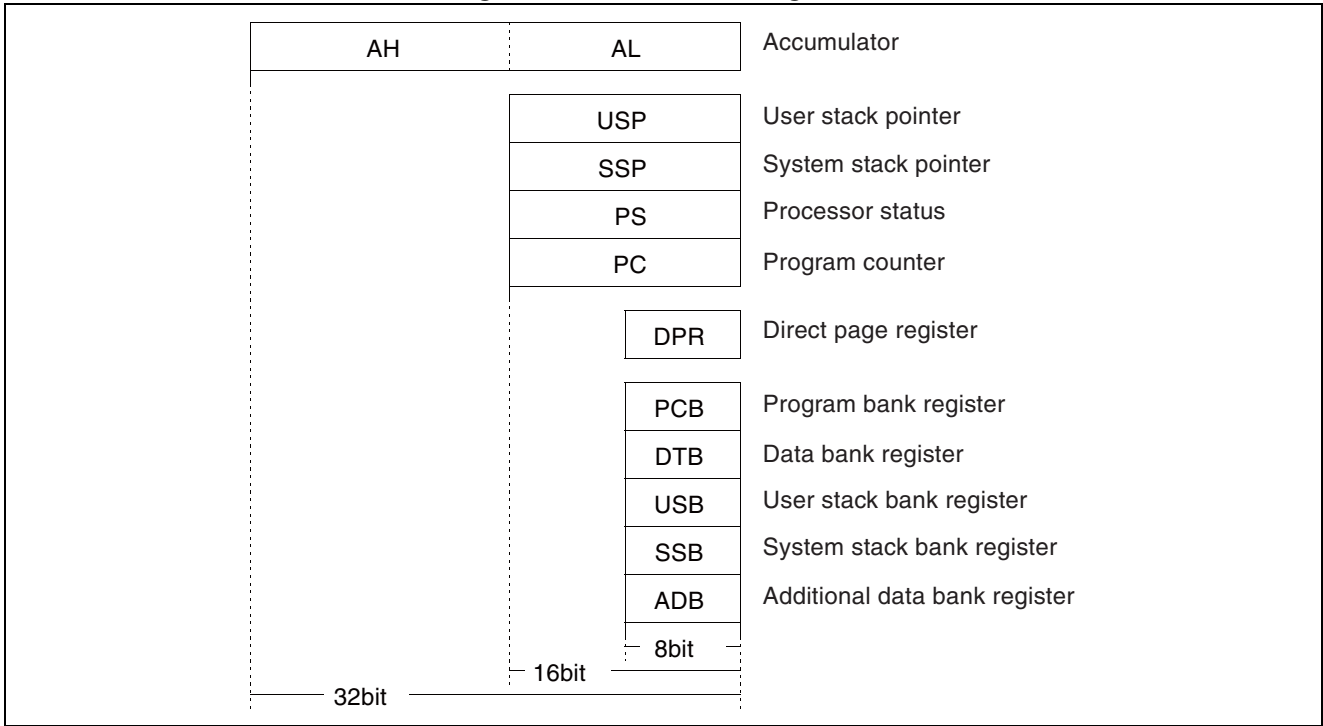 AH AL Accumulator
USP User stack pointer
SSP System stack pointer
PS Processor status
PC Program counter
DPR Direct page register
PCB Program bank register
DTB Data bank register
USB User stack bank register
SSB System stack bank register
ADB Additional data bank register
8bit
16bit
32bit